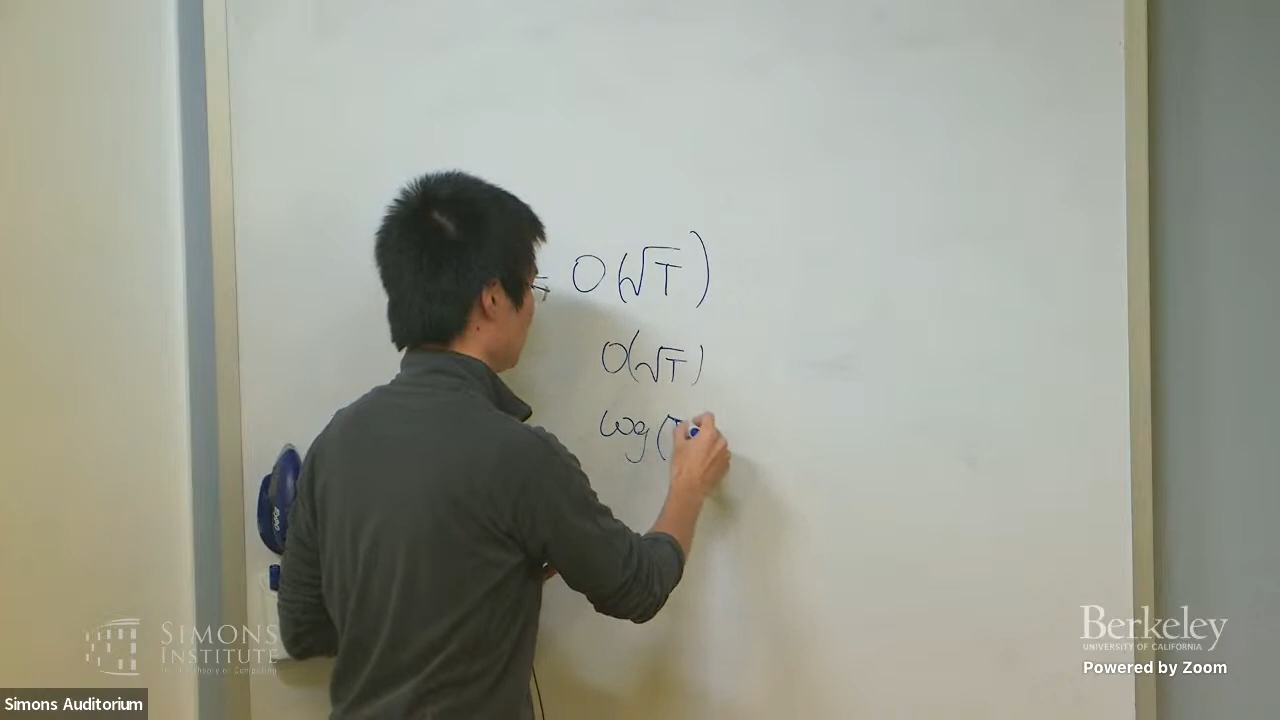 = O(√T)
O(√T)
log(T
SIMONS
INSTITUTE
Berkeley
UNIVERSITY OF CALIFORNIA
Powered by Zoom
Simons Auditorium